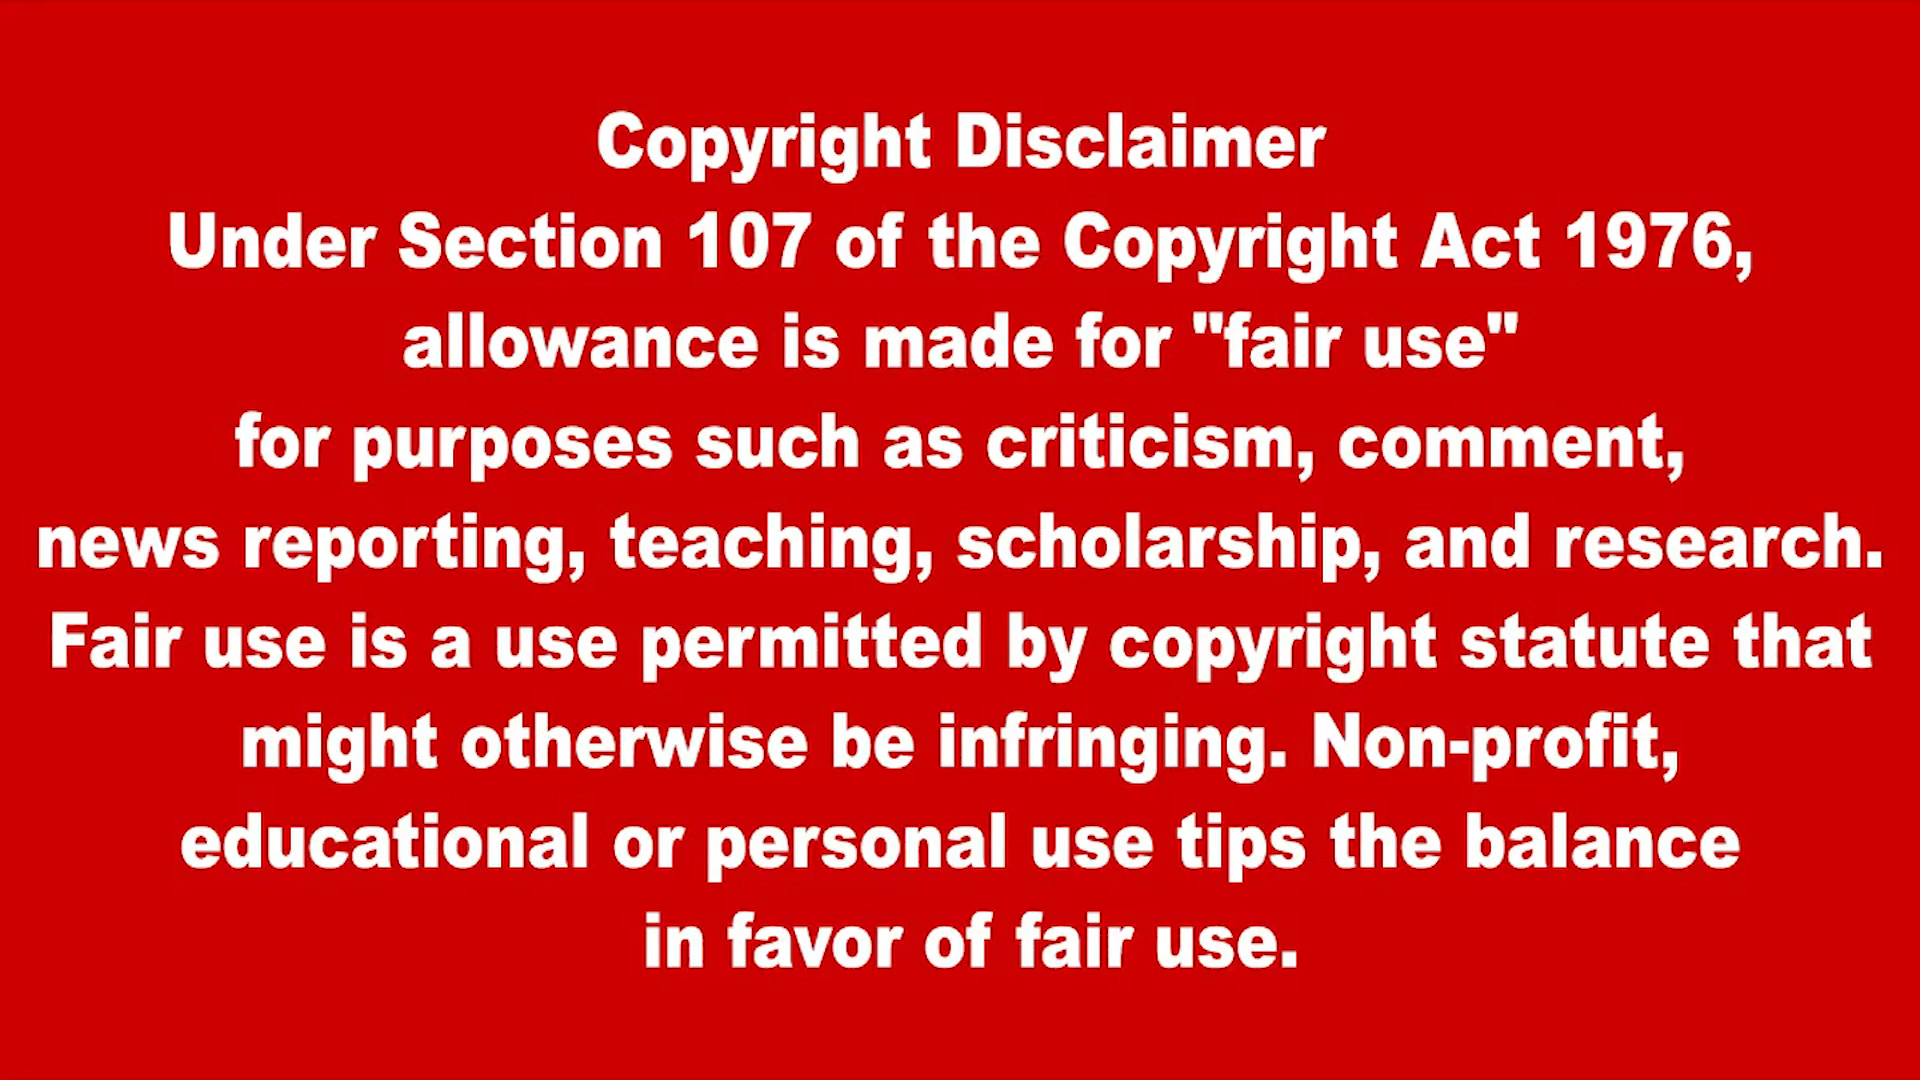 Copyright Disclaimer
Under Section 107 of the Copyright Act 1976,
allowance is made for "fair use"
for purposes such as criticism, comment,
news reporting, teaching, scholarship, and research.
Fair use is a use permitted by copyright statute that
might otherwise be infringing. Non-profit,
educational or personal use tips the balance
in favor of fair use.